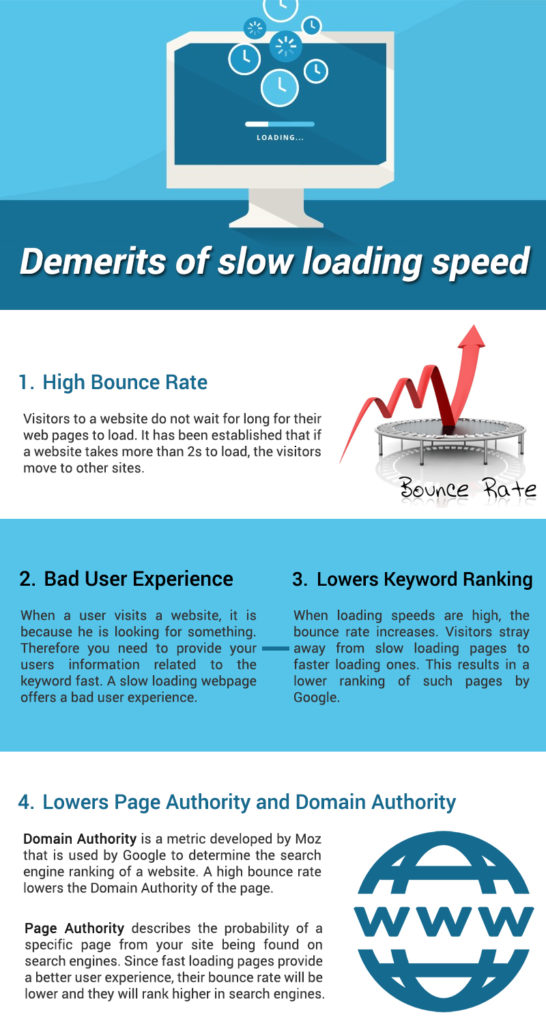 LOADING...
Demerits of slow loading speed
1. High Bounce Rate
Visitors to a website do not wait for long for their
web pages to load. It has been established that if
a website takes more than 2s to load, the visitors
move to other sites.
Bounce Rate
2. Bad User Experience
When a user visits a website, it is
because he is looking for something.
Therefore you need to provide your
users information related to the
keyword fast. A slow loading webpage
offers a bad user experience.
3. Lowers Keyword Ranking
When loading speeds are high, the
bounce rate increases. Visitors stray
away from slow loading pages to
faster loading ones. This results in a
lower ranking of such pages by
Google.
4. Lowers Page Authority and Domain Authority
Domain Authority is a metric developed by Moz
that is used by Google to determine the search
engine ranking of a website. A high bounce rate
lowers the Domain Authority of the page.
Page Authority describes the probability of a
specific page from your site being found on
search engines. Since fast loading pages provide
a better user experience, their bounce rate will be
lower and they will rank higher in search engines.
WWW